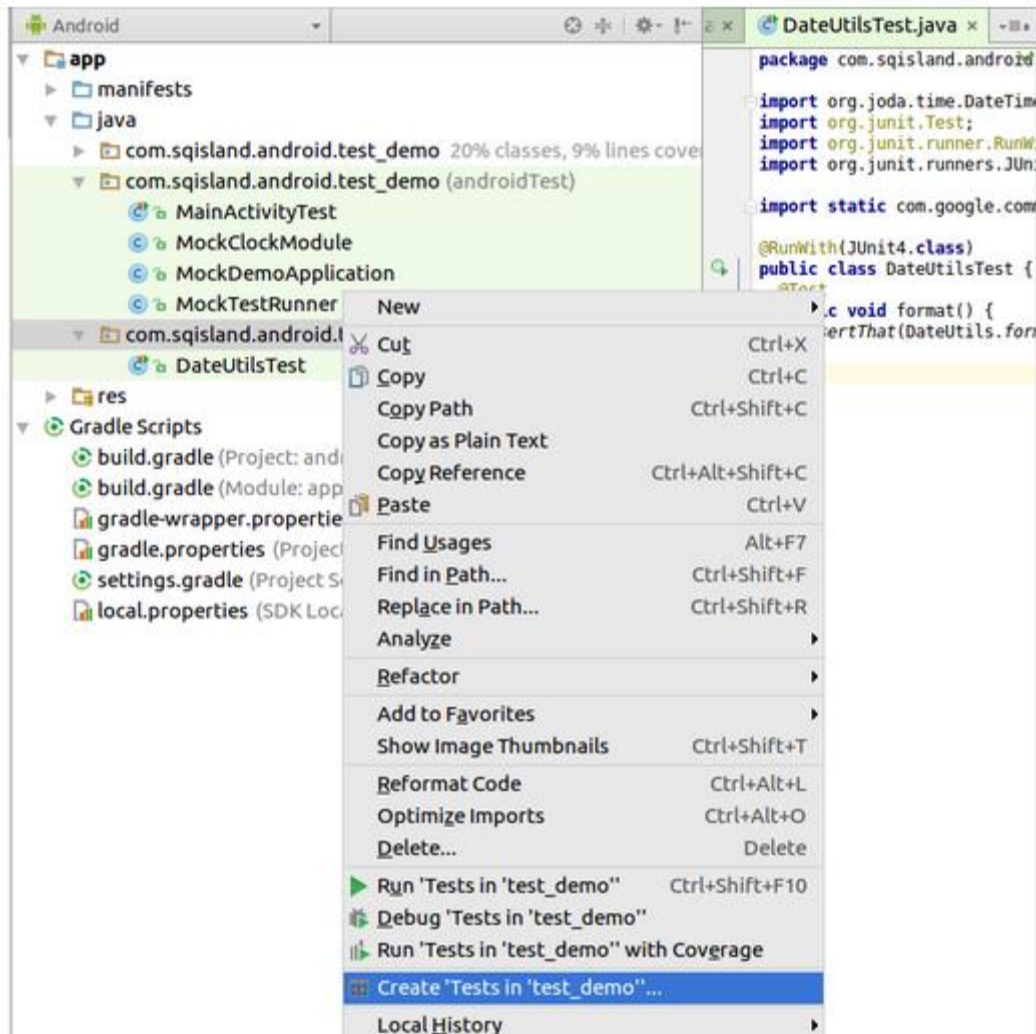 Android
app
manifests
java
com.sqisland.android.test_demo 20% classes, 9% lines cove
com.sqisland.android.test_demo (androidTest)
MainActivityTest
MockClockModule
MockDemoApplication
MockTestRunner
com.sqisland.android.t
DateUtilsTest
res
Gradle Scripts
build.gradle (Project: andr
build.gradle (Module: app
gradle-wrapper.propertie
gradle.properties (Project
settings.gradle (Project S
local.properties (SDK Loc
New
Cut Ctrl+X
Copy Ctrl+C
Copy Path Ctrl+Shift+C
Copy as Plain Text
Copy Reference Ctrl+Alt+Shift+C
Paste Ctrl+V
Find Usages Alt+F7
Find in Path... Ctrl+Shift+F
Replace in Path... Ctrl+Shift+R
Analyze
Refactor
Add to Favorites
Show Image Thumbnails Ctrl+Shift+T
Reformat Code Ctrl+Alt+L
Optimize Imports Ctrl+Alt+O
Delete... Delete
Run 'Tests in 'test_demo'' Ctrl+Shift+F10
Debug 'Tests in 'test_demo''
Run 'Tests in 'test_demo'' with Coverage
Create 'Tests in 'test_demo''...
Local History
DateUtilsTest.java
package com.sqisland.android
import org.joda.time.DateTime
import org.junit.Test;
import org.junit.runner.RunW
import org.junit.runners.JUni
import static com.google.comm
@RunWith(JUnit4.class)
public class DateUtilsTest {
@Test
c void format() {
ertThat(DateUtils.form